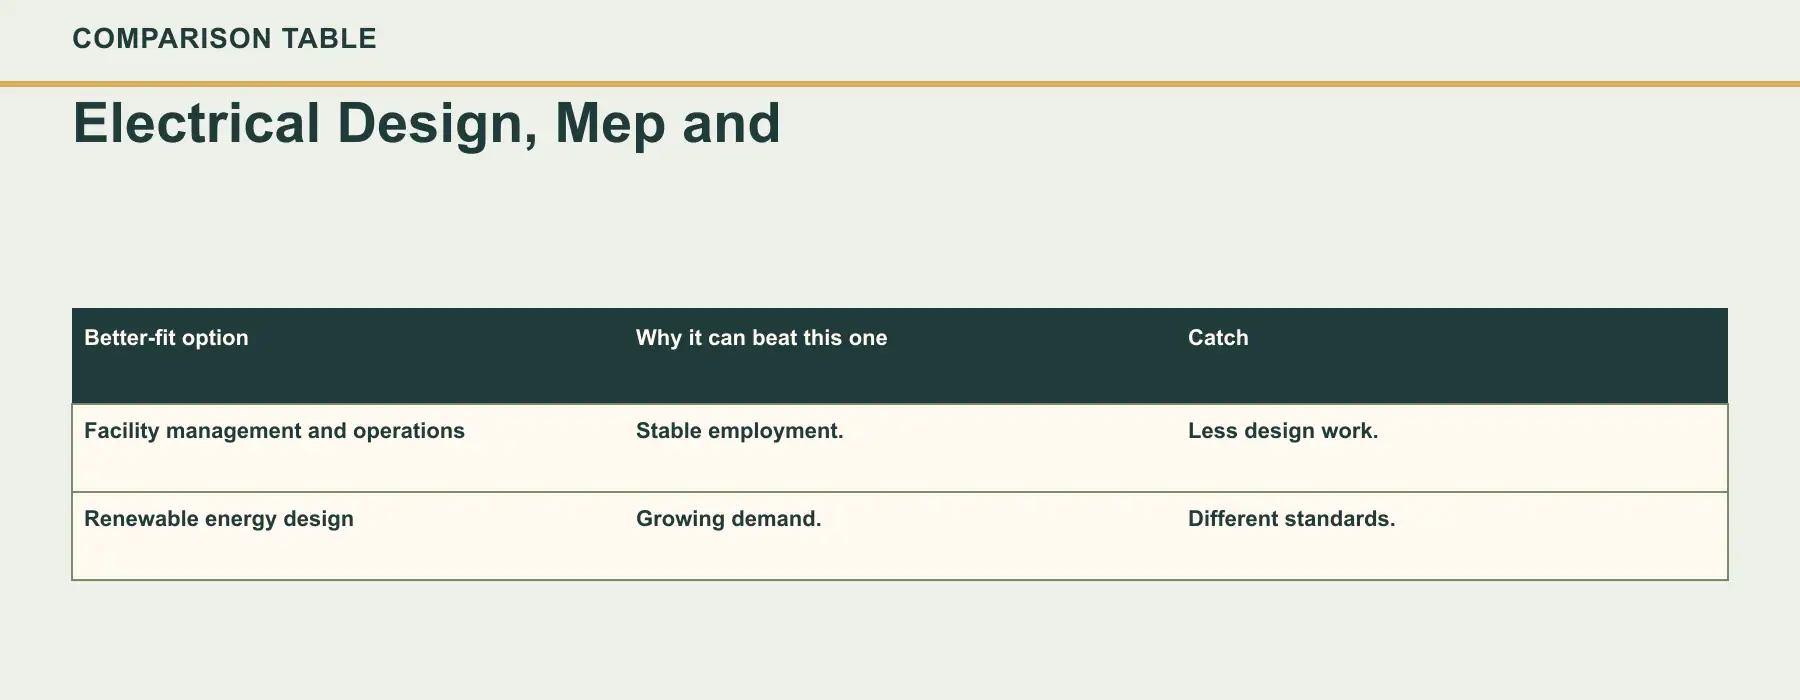 COMPARISON TABLE
Electrical Design, Mep and
Better-fit option Why it can beat this one Catch
Facility management and operations Stable employment. Less design work.
Renewable energy design Growing demand. Different standards.